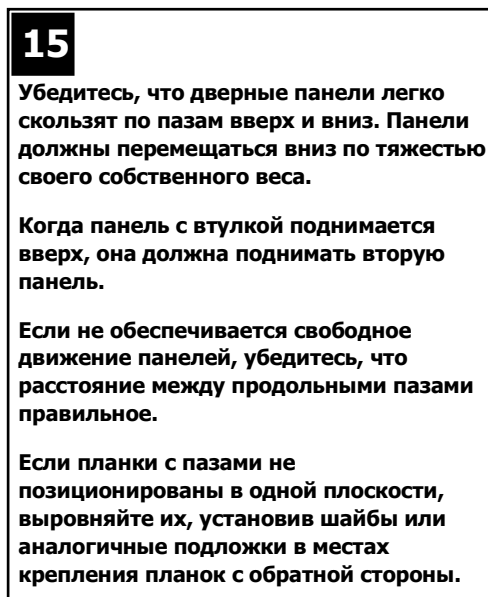 15
Убедитесь, что дверные панели легко
скользят по пазам вверх и вниз. Панели
должны перемещаться вниз по тяжестью
своего собственного веса.
Когда панель с втулкой поднимается
вверх, она должна поднимать вторую
панель.
Если не обеспечивается свободное
движение панелей, убедитесь, что
расстояние между продольными пазами
правильное.
Если планки с пазами не
позиционированы в одной плоскости,
выровняйте их, установив шайбы или
аналогичные подложки в местах
крепления планок с обратной стороны.